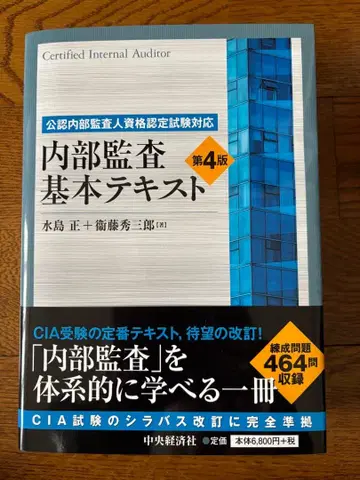 Certified Internal Auditor
公認内部監査人資格認定試験対応
内部監査
基本テキスト
第4版
水島 正+衞藤秀三郎[著]
CIA受験の定番テキスト,待望の改訂!
「内部監査」を
体系的に学べる一冊
練成問題
464問
収録
CIA試験のシラバス改訂に完全準拠
中央経済社 ●定価 本体6,800円+税